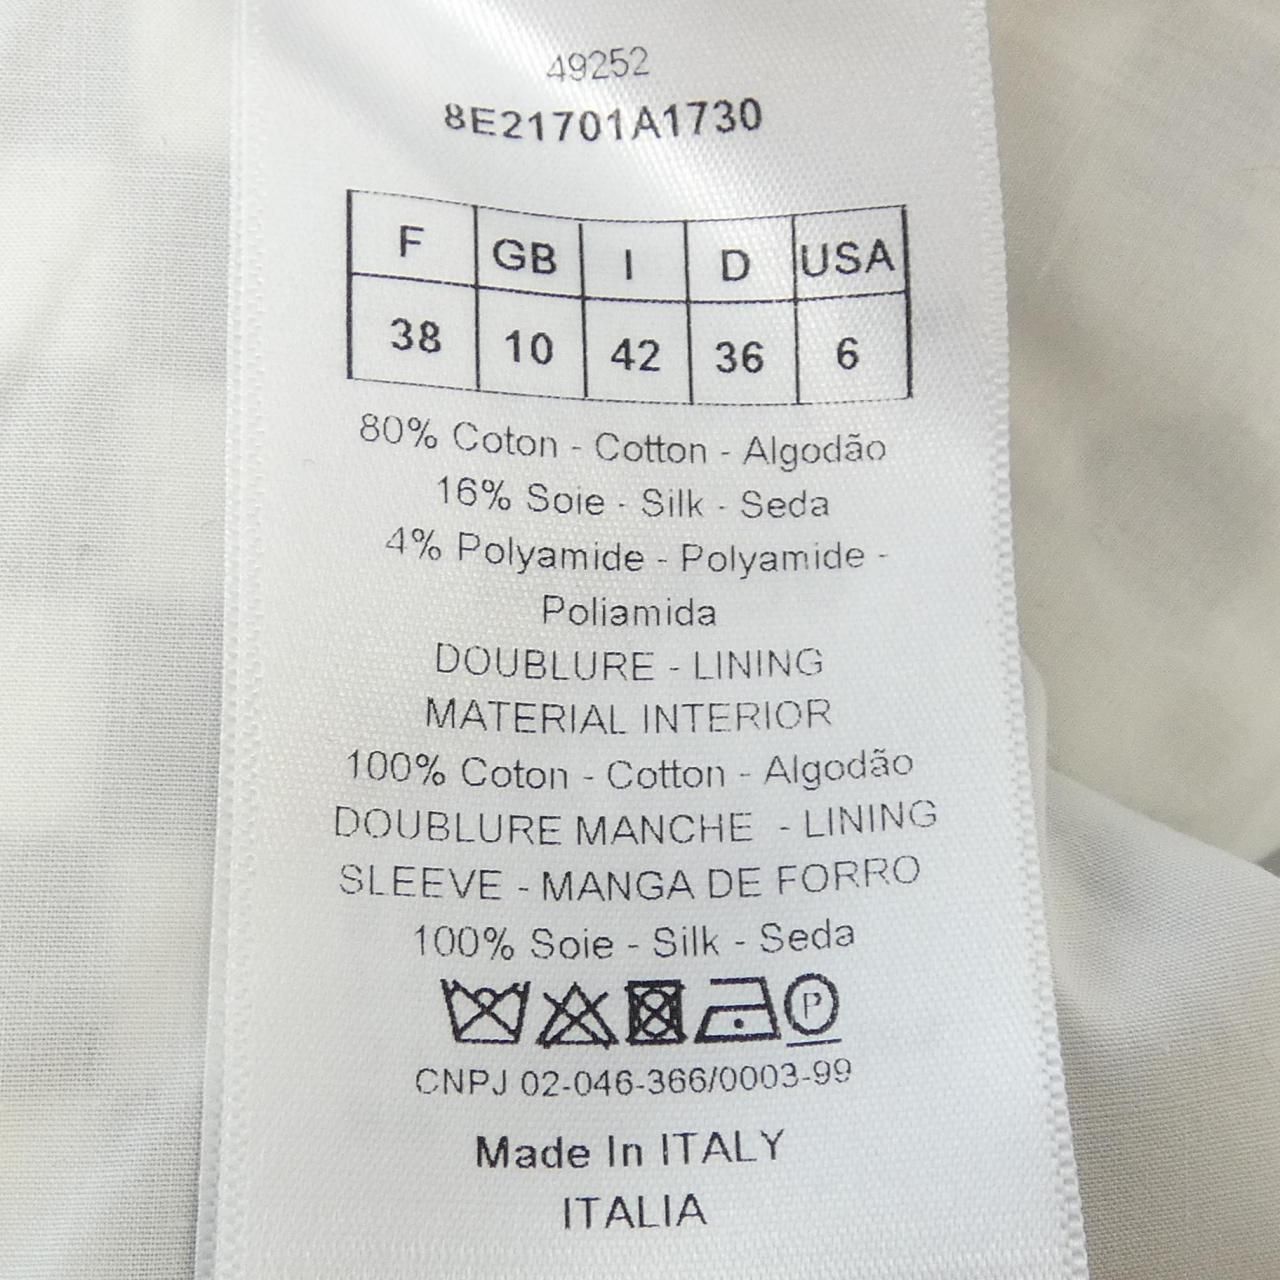 49252
8E21701A1730
F GB I D USA
38 10 42 36 6
80% Coton - Cotton - Algodão
16% Soie - Silk - Seda
4% Polyamide - Polyamide -
Poliamida
DOUBLURE - LINING
MATERIAL INTERIOR
100% Coton - Cotton - Algodão
DOUBLURE MANCHE - LINING
SLEEVE - MANGA DE FORRO
100% Soie - Silk - Seda
P
CNPJ 02-046-366/0003-99
Made In ITALY
ITALIA